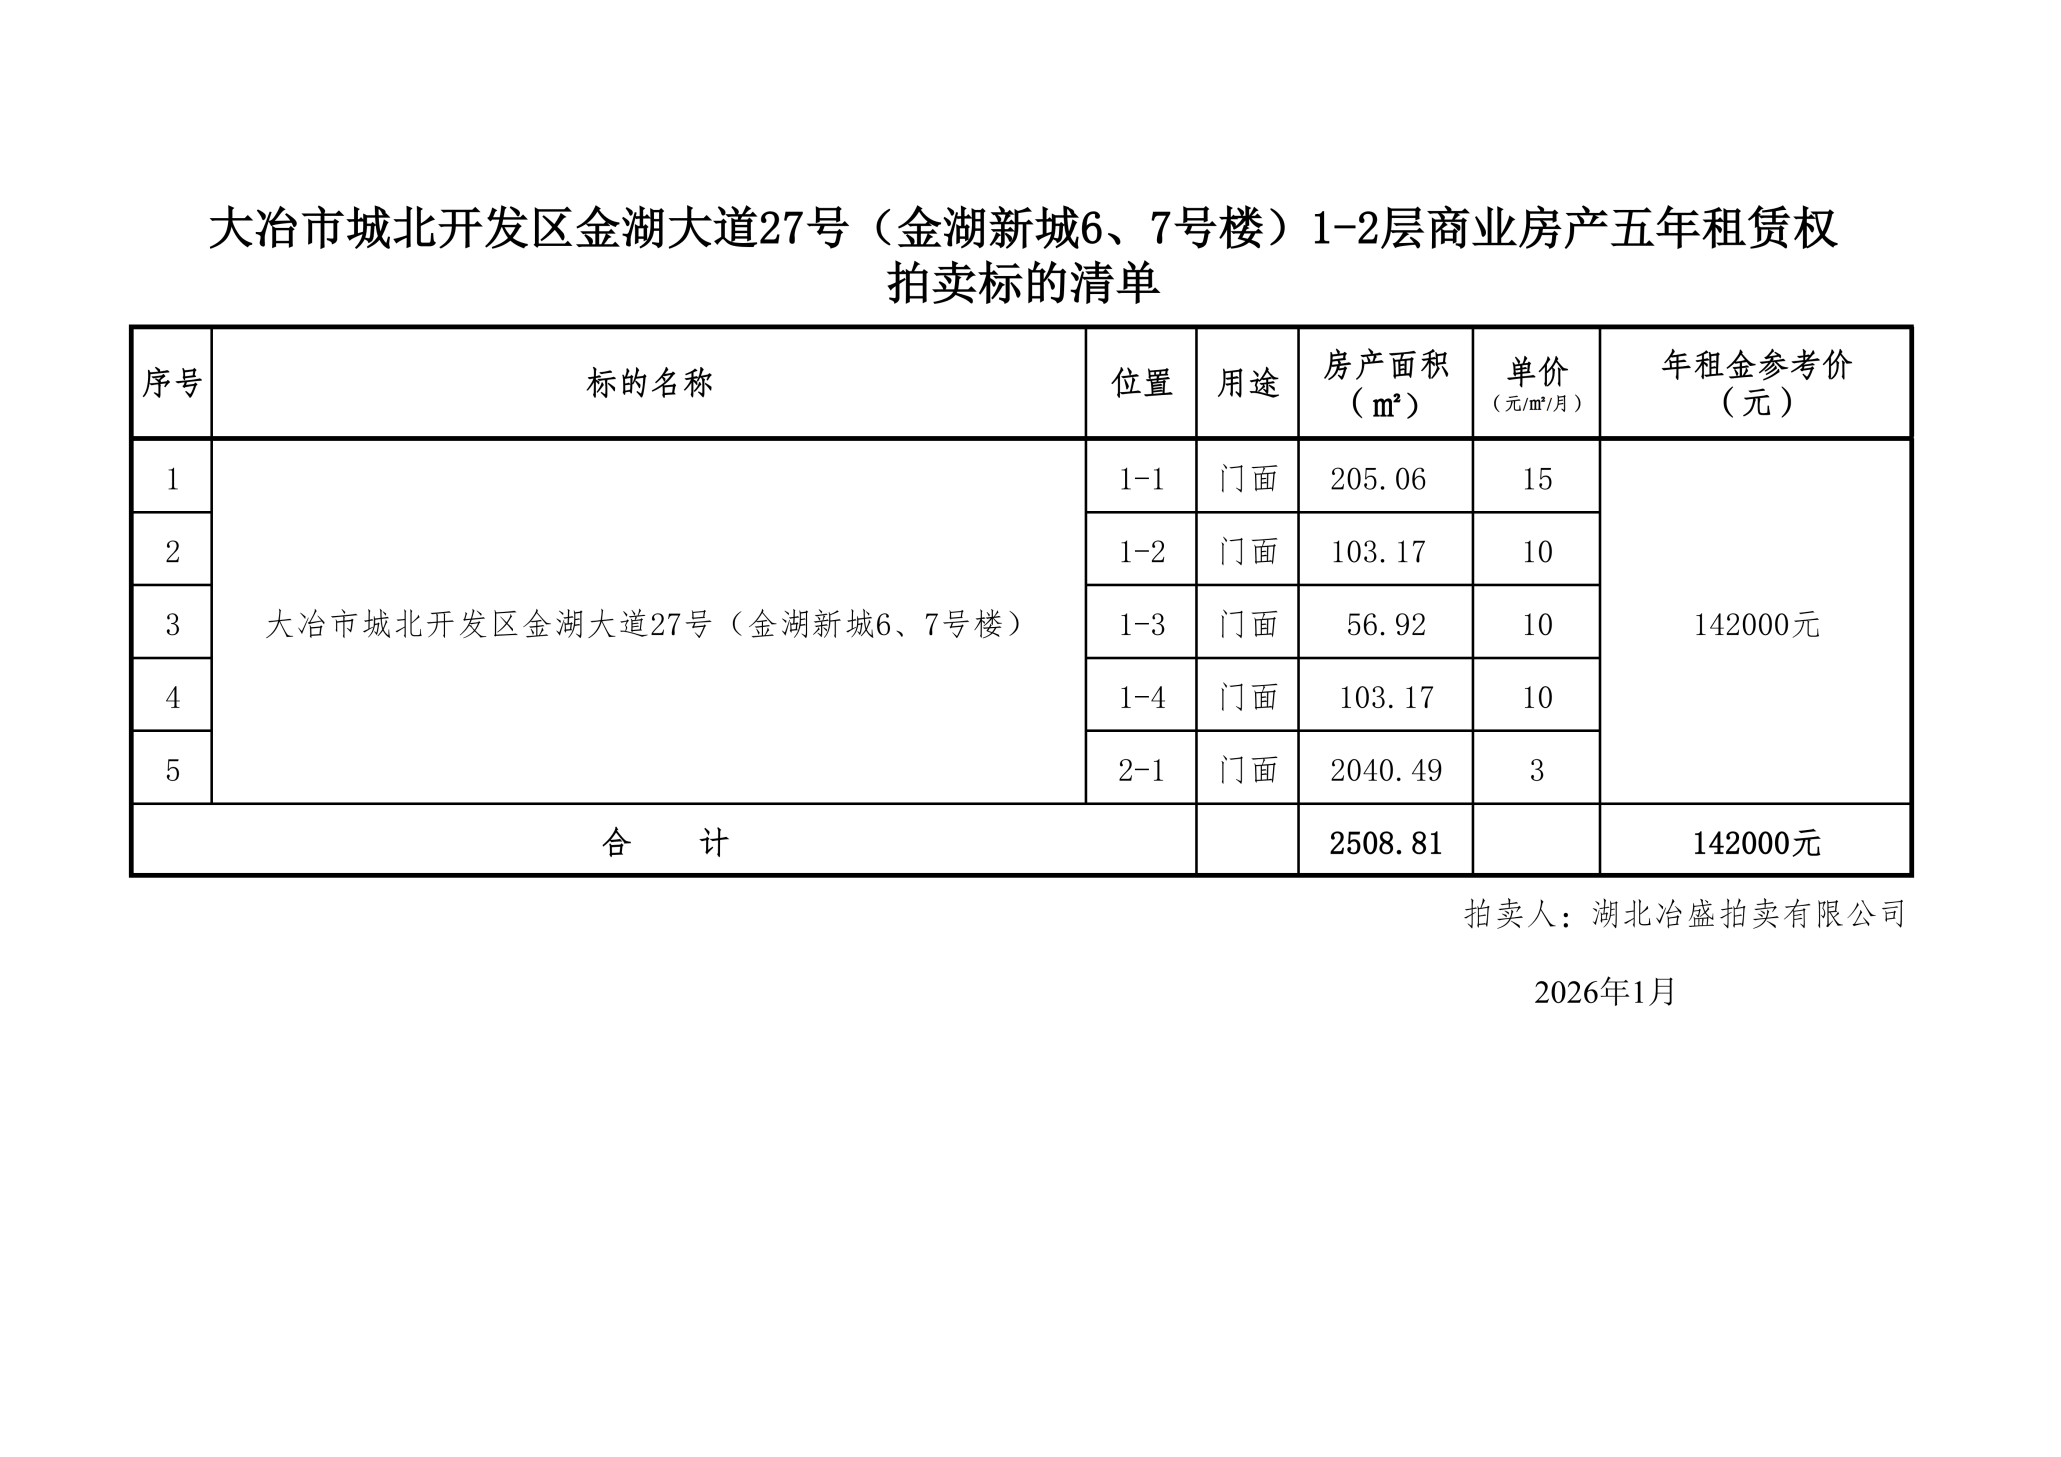 大冶市城北开发区金湖大道27号（金湖新城6、7号楼）1-2层商业房产五年租赁权
拍卖标的清单
序号 标的名称 位置 用途 房产面积（㎡） 单价（元/㎡/月） 年租金参考价（元）
1 大冶市城北开发区金湖大道27号（金湖新城6、7号楼） 1-1 门面 205.06 15 142000元
2 1-2 门面 103.17 10
3 1-3 门面 56.92 10
4 1-4 门面 103.17 10
5 2-1 门面 2040.49 3
合 计 2508.81 142000元
拍卖人：湖北冶盛拍卖有限公司
2026年1月